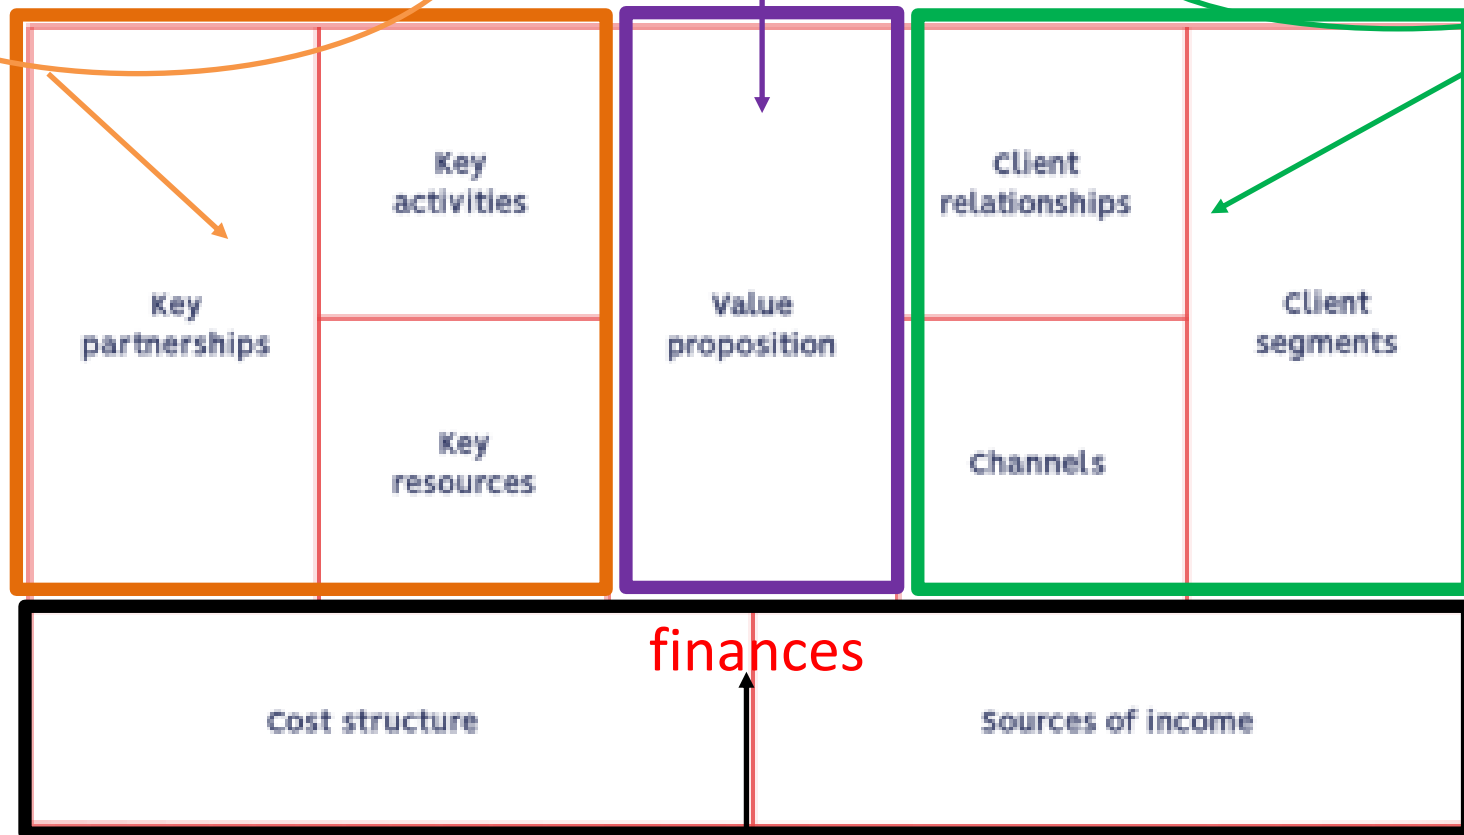 Key
partnerships
Key
activities
Key
resources
Value
proposition
Client
relationships
Channels
Client
segments
finances
Cost structure
Sources of income